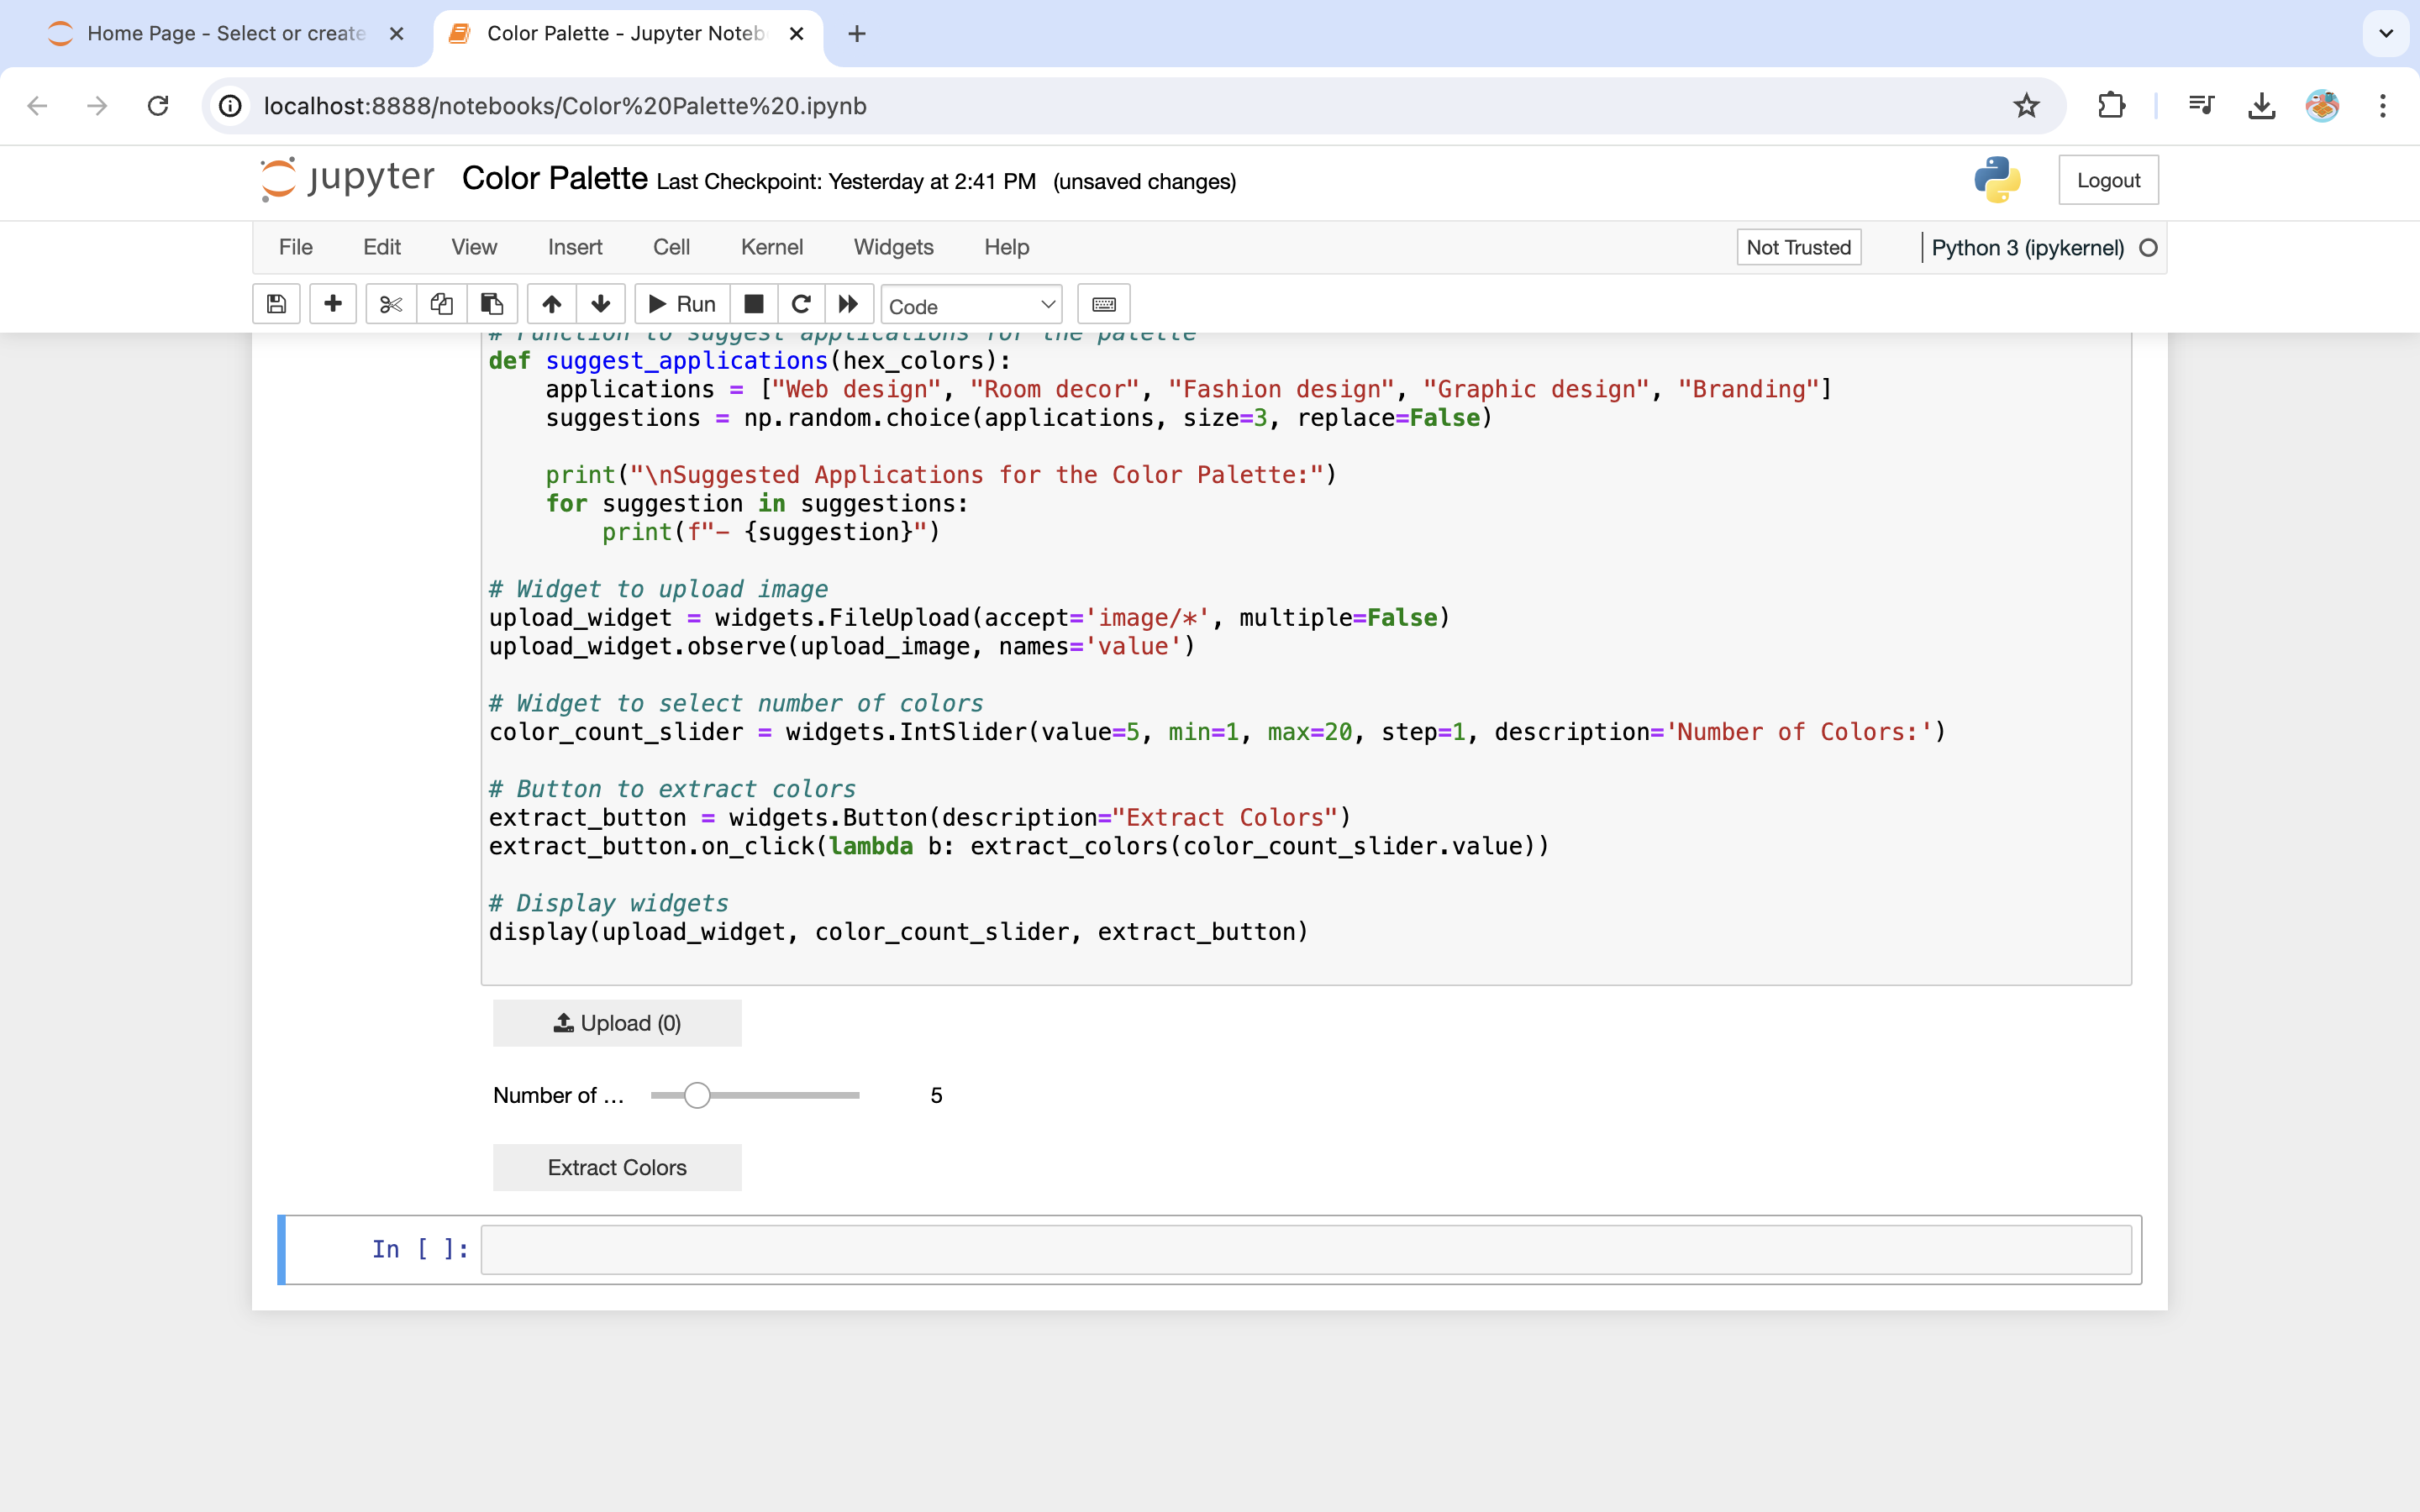 Home Page - Select or create
Color Palette - Jupyter Noteb
localhost:8888/notebooks/Color%20Palette%20.ipynb
jupyter Color Palette Last Checkpoint: Yesterday at 2:41 PM (unsaved changes)
Logout
File Edit View Insert Cell Kernel Widgets Help
Not Trusted
Python 3 (ipykernel)
Run
Code
# Function to suggest applications for the palette
def suggest_applications(hex_colors):
    applications = ["Web design", "Room decor", "Fashion design", "Graphic design", "Branding"]
    suggestions = np.random.choice(applications, size=3, replace=False)
    print("\nSuggested Applications for the Color Palette:")
    for suggestion in suggestions:
        print(f"- {suggestion}")
# Widget to upload image
upload_widget = widgets.FileUpload(accept='image/*', multiple=False)
upload_widget.observe(upload_image, names='value')
# Widget to select number of colors
color_count_slider = widgets.IntSlider(value=5, min=1, max=20, step=1, description='Number of Colors:')
# Button to extract colors
extract_button = widgets.Button(description="Extract Colors")
extract_button.on_click(lambda b: extract_colors(color_count_slider.value))
# Display widgets
display(upload_widget, color_count_slider, extract_button)
Upload (0)
Number of ... 5
Extract Colors
In [ ]: